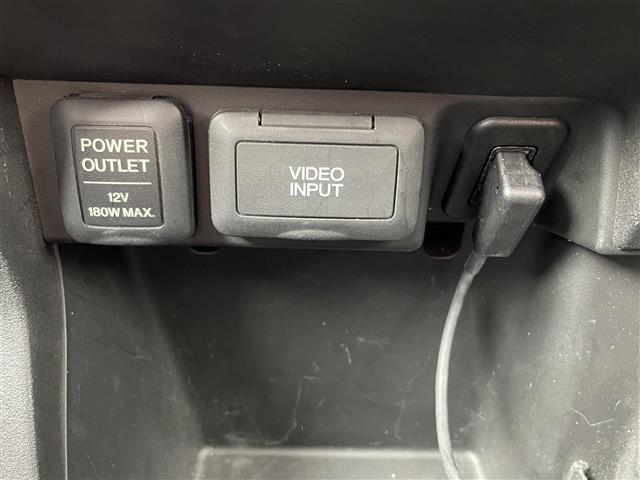 POWER
OUTLET
12V
180W MAX.
VIDEO
INPUT